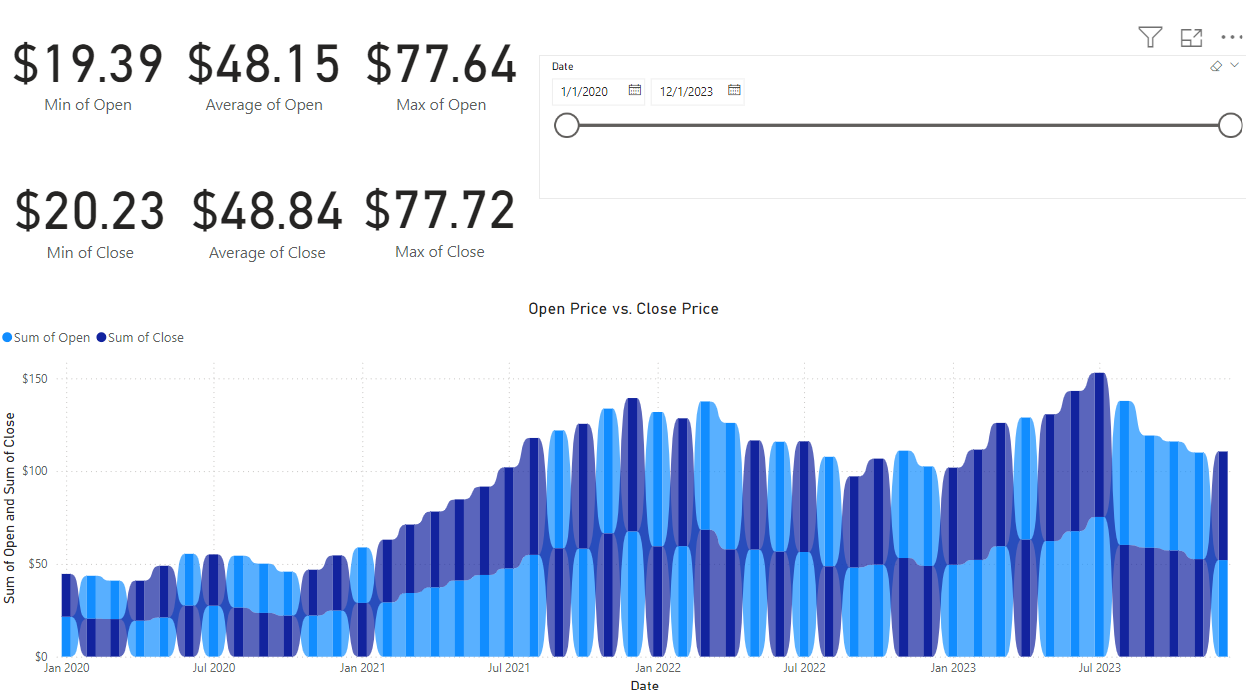 $19.39 $48.15 $77.64
Min of Open Average of Open Max of Open
Date
1/1/2020 12/1/2023
$20.23 $48.84 $77.72
Min of Close Average of Close Max of Close
Open Price vs. Close Price
Sum of Open Sum of Close
Sum of Open and Sum of Close
$150
$100
$50
$0
Jan 2020 Jul 2020 Jan 2021 Jul 2021 Jan 2022 Jul 2022 Jan 2023 Jul 2023
Date